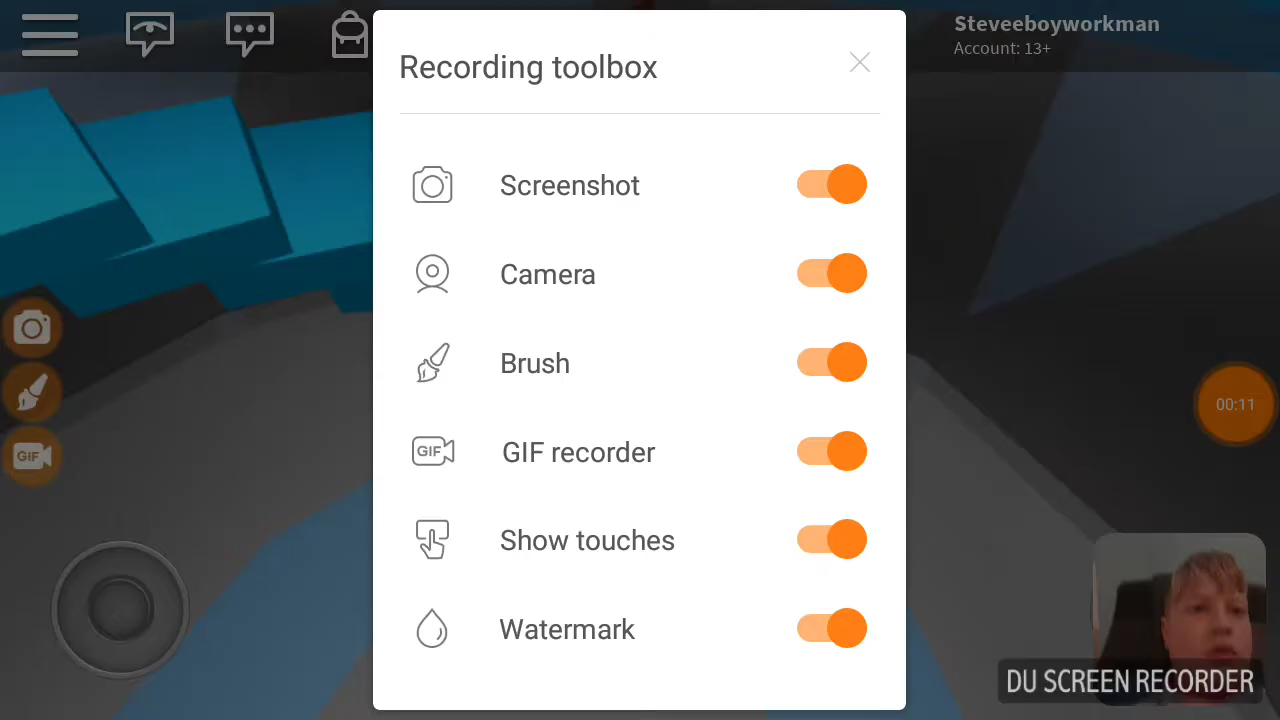 Steveeboyworkman
Account: 13+
Recording toolbox
Screenshot
Camera
Brush
GIF
GIF recorder
Show touches
Watermark
GIF
00:11
DU SCREEN RECORDER